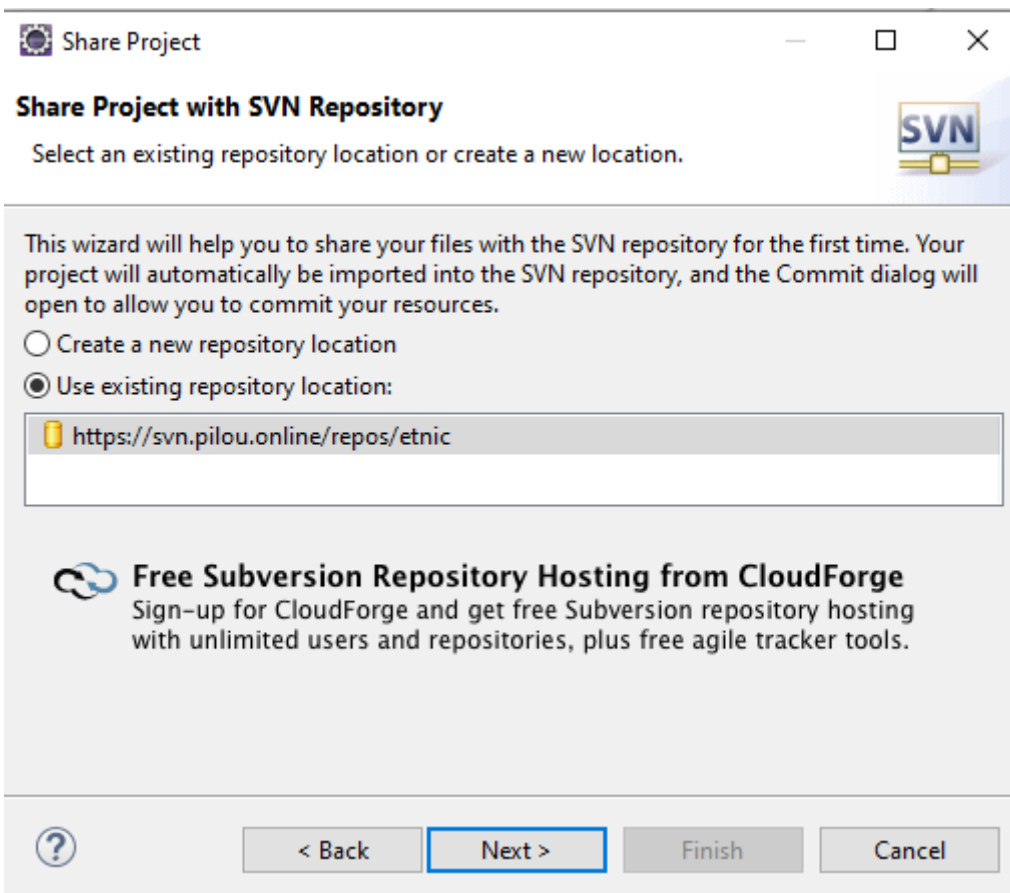 Share Project
Share Project with SVN Repository
Select an existing repository location or create a new location.
SVN
This wizard will help you to share your files with the SVN repository for the first time. Your
project will automatically be imported into the SVN repository, and the Commit dialog will
open to allow you to commit your resources.
Create a new repository location
Use existing repository location:
https://svn.pilou.online/repos/etnic
Free Subversion Repository Hosting from CloudForge
Sign-up for CloudForge and get free Subversion repository hosting
with unlimited users and repositories, plus free agile tracker tools.
? < Back Next > Finish Cancel